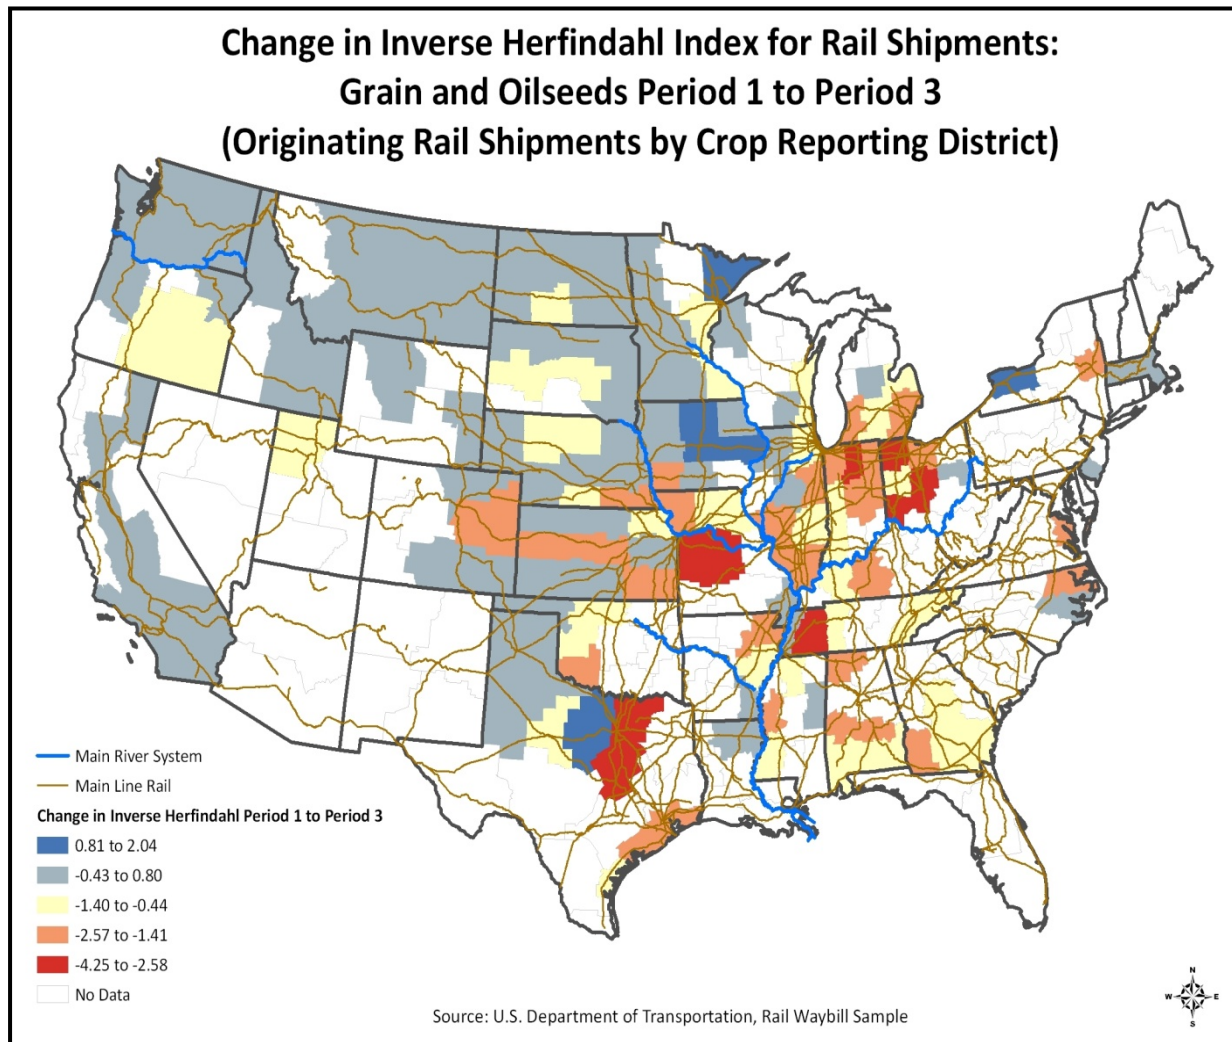 Change in Inverse Herfindahl Index for Rail Shipments:
Grain and Oilseeds Period 1 to Period 3
(Originating Rail Shipments by Crop Reporting District)
Main River System
Main Line Rail
Change in Inverse Herfindahl Period 1 to Period 3
0.81 to 2.04
-0.43 to 0.80
-1.40 to -0.44
-2.57 to -1.41
-4.25 to -2.58
No Data
Source: U.S. Department of Transportation, Rail Waybill Sample
N
W E
S